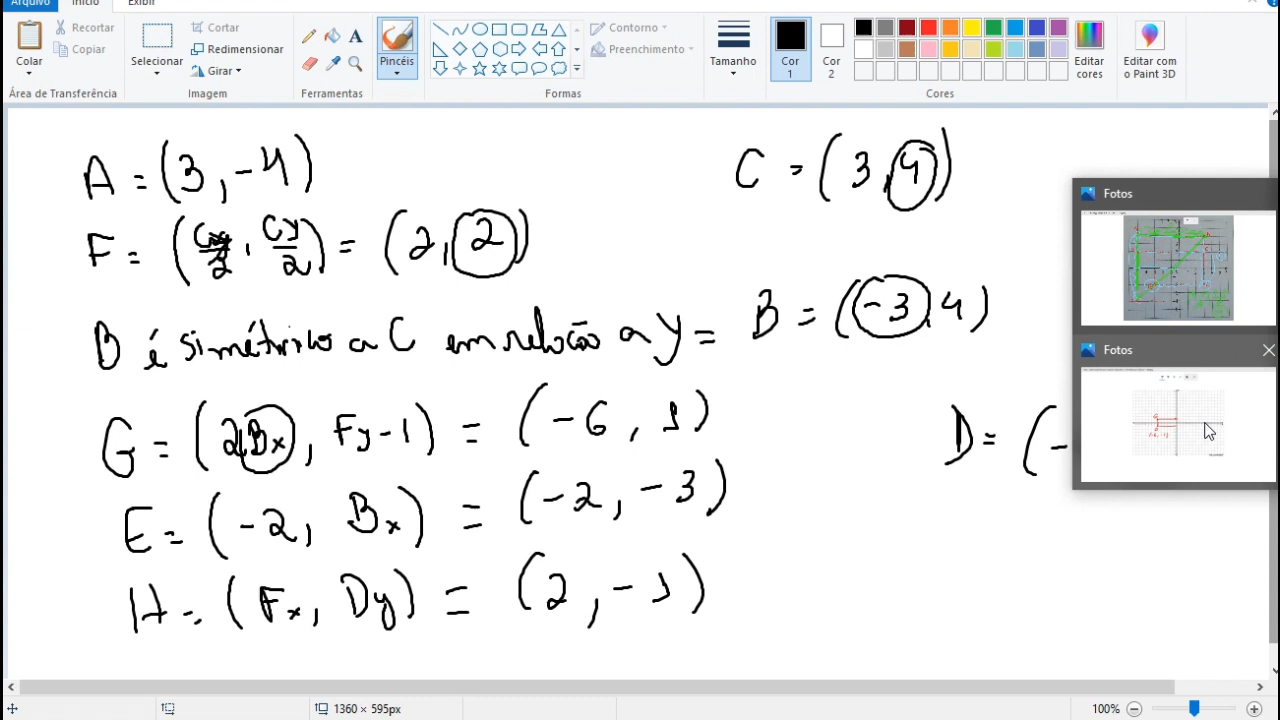 Arquivo Início Exibir
Colar
Recortar
Copiar
Área de Transferência
Selecionar
Cortar
Redimensionar
Girar
Imagem
Ferramentas
Pincéis
Contorno
Preenchimento
Formas
Tamanho
Cor 1
Cor 2
Cores
Editar cores
Editar com o Paint 3D
A = (3, -4)
C = (3, 4)
F = (Cx/2, Cy/2) = (2, 2)
B é simétrico a C em relação a y = B = (-3, 4)
G = (2.Bx, Fy-1) = (-6, 1)
D = (-
E = (-2, Bx) = (-2, -3)
H = (Fx, Dy) = (2, -1)
Fotos
Fotos
1360 × 595px
100%